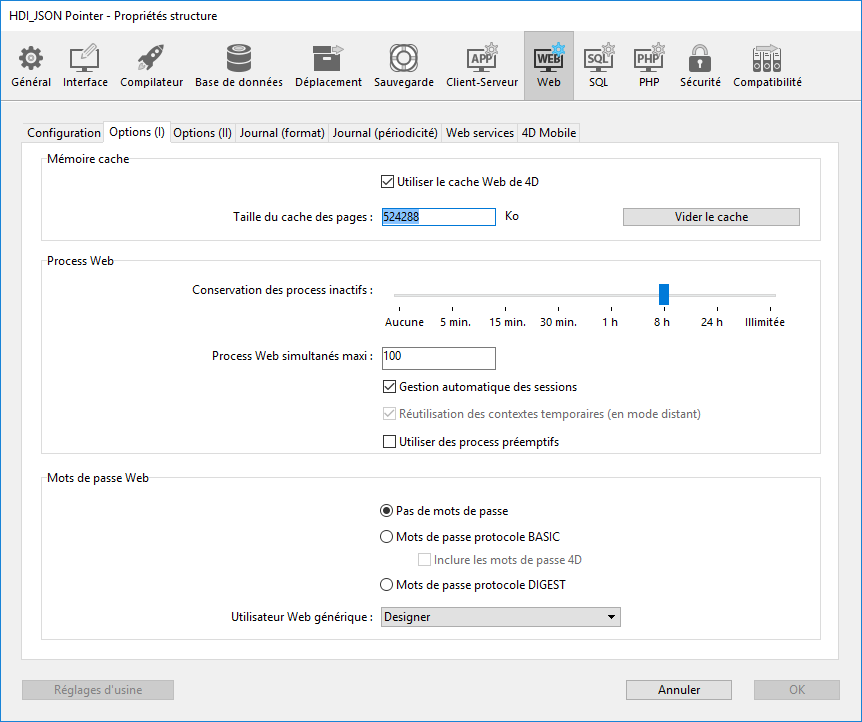 HDI_JSON Pointer - Propriétés structure
APP WEB SQL PHP
Général Interface Compilateur Base de données Déplacement Sauvegarde Client-Serveur Web SQL PHP Sécurité Compatibilité
Configuration Options (I) Options (II) Journal (format) Journal (périodicité) Web services 4D Mobile
Mémoire cache
Utiliser le cache Web de 4D
Taille du cache des pages : 524288 Ko Vider le cache
Process Web
Conservation des process inactifs :
Aucune 5 min. 15 min. 30 min. 1 h 8 h 24 h Illimitée
Process Web simultanés maxi : 100
Gestion automatique des sessions
Réutilisation des contextes temporaires (en mode distant)
Utiliser des process préemptifs
Mots de passe Web
Pas de mots de passe
Mots de passe protocole BASIC
Inclure les mots de passe 4D
Mots de passe protocole DIGEST
Utilisateur Web générique : Designer
Réglages d'usine Annuler OK